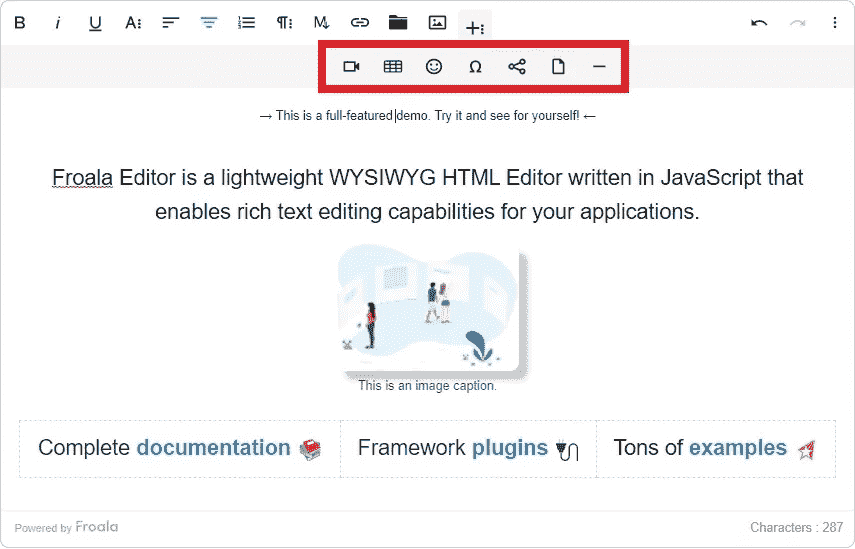 B i U A M Ω
→ This is a full-featured demo. Try it and see for yourself! ←
Froala Editor is a lightweight WYSIWYG HTML Editor written in JavaScript that
enables rich text editing capabilities for your applications.
This is an image caption.
Complete documentation Framework plugins Tons of examples
Powered by Froala Characters : 287